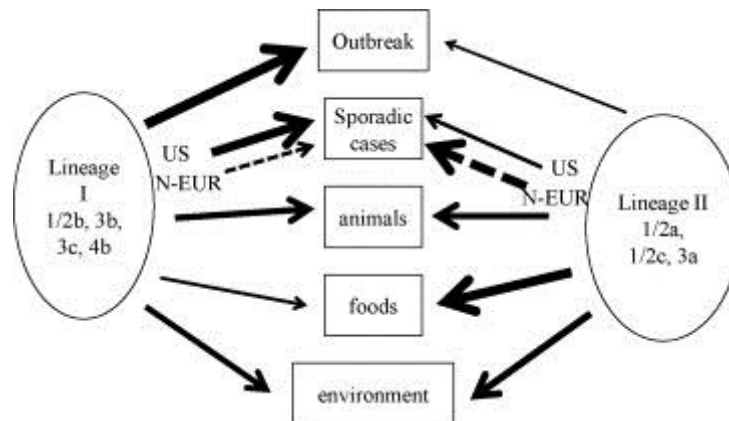 Outbreak
Sporadic
cases
US
N-EUR
US
N-EUR
Lineage
I
1/2b, 3b,
3c, 4b
animals
Lineage II
1/2a,
1/2c, 3a
foods
environment